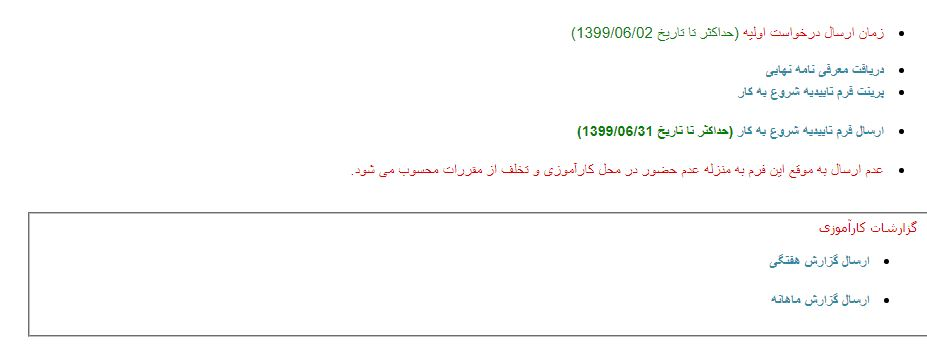 زمان ارسال درخواست اولیه (حداکثر تا تاریخ 1399/06/02)
دریافت معرفی نامه نهایی
پرینت فرم تاییدیه شروع به کار
ارسال فرم تاییدیه شروع به کار (حداکثر تا تاریخ 1399/06/31)
عدم ارسال به موقع این فرم به منزله عدم حضور در محل کارآموزی و تخلف از مقررات محسوب می شود.
گزارشات کارآموزی
ارسال گزارش هفتگی
ارسال گزارش ماهانه